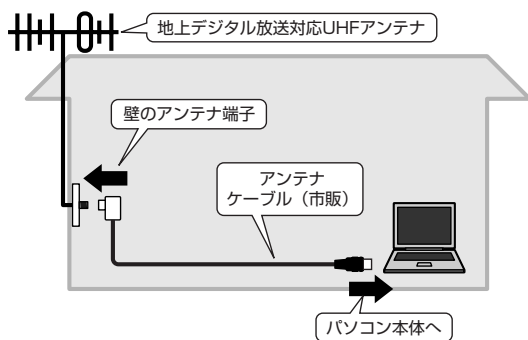 地上デジタル放送対応UHFアンテナ
壁のアンテナ端子
アンテナ
ケーブル（市販）
パソコン本体へ